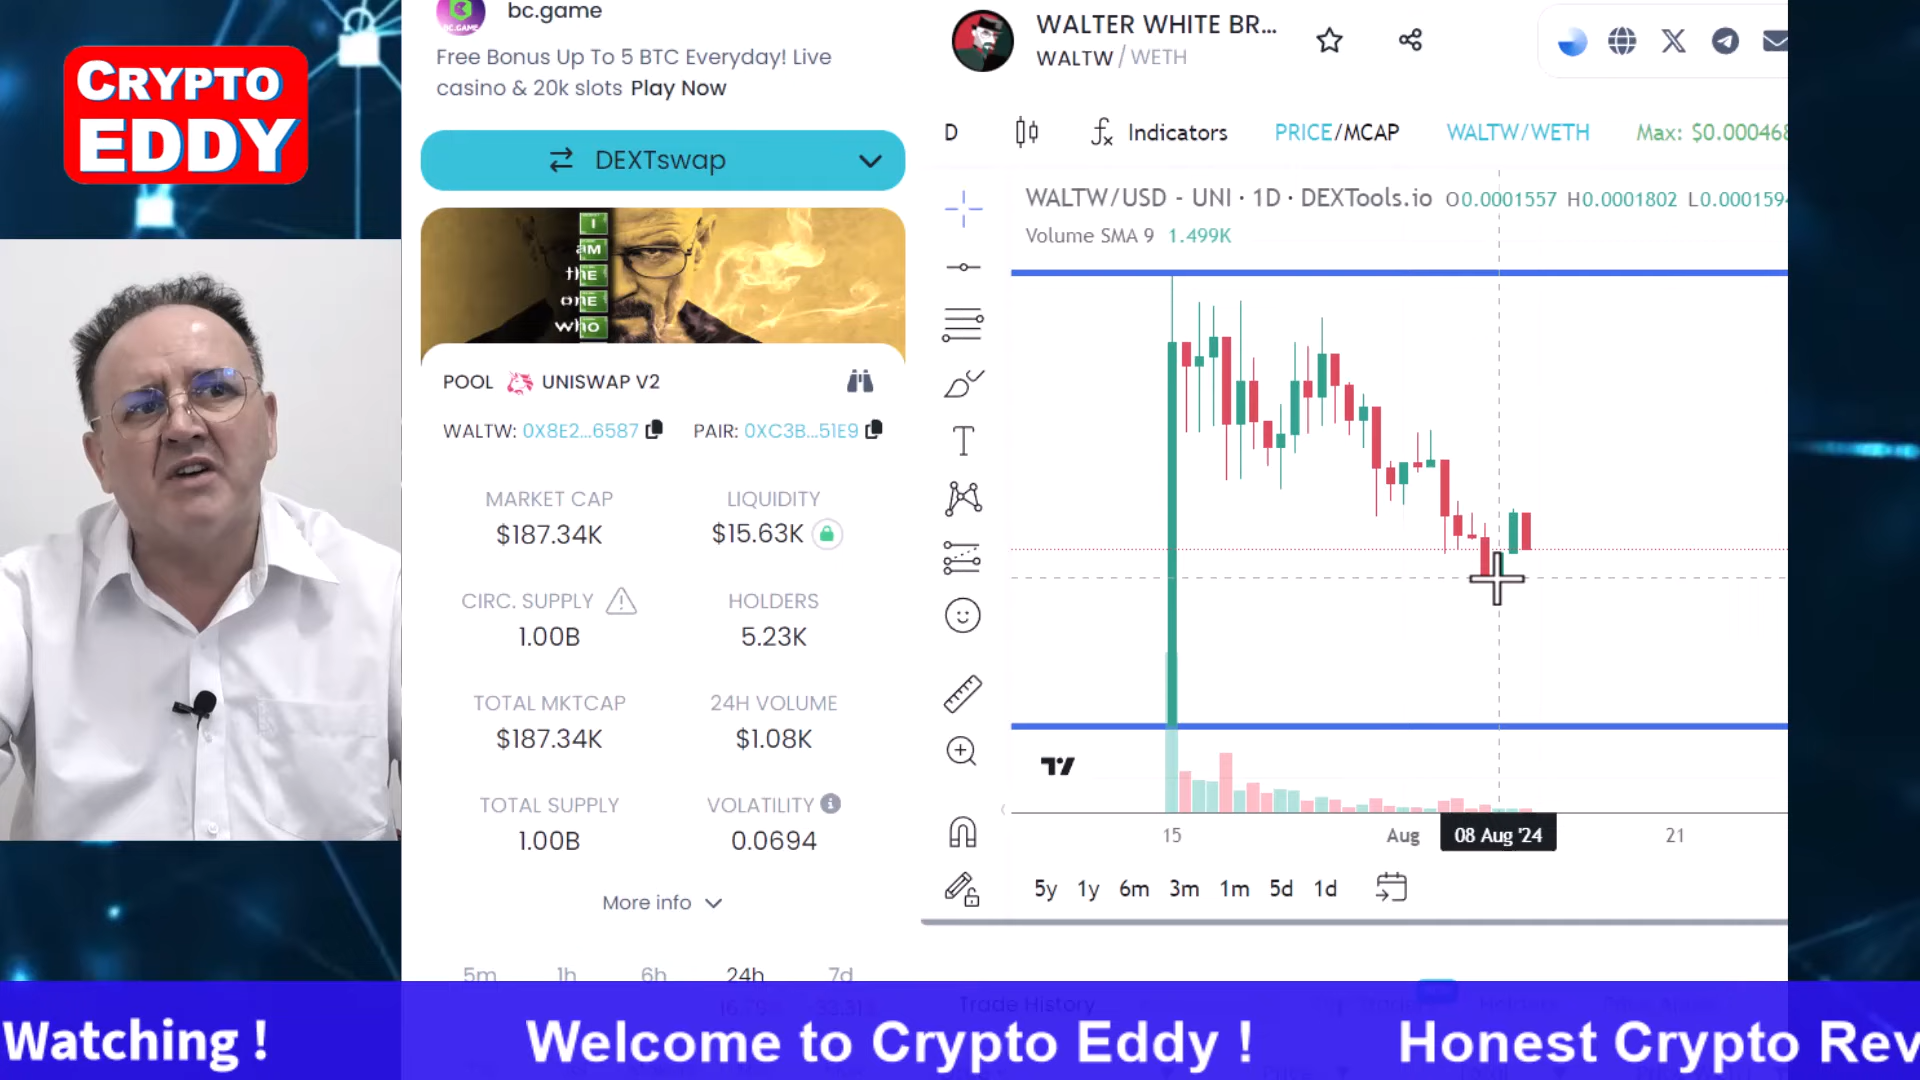 CRYPTO
EDDY
bc.game
BC.GAME
Free Bonus Up To 5 BTC Everyday! Live
casino & 20k slots Play Now
DEXTswap
I
aM
thE
onE
who
POOL UNISWAP V2
WALTW: 0X8E2...6587 PAIR: 0XC3B...51E9
MARKET CAP LIQUIDITY
$187.34K $15.63K
CIRC. SUPPLY HOLDERS
1.00B 5.23K
TOTAL MKTCAP 24H VOLUME
$187.34K $1.08K
TOTAL SUPPLY VOLATILITY
1.00B 0.0694
More info
5m 1h 6h 24h 7d
WALTER WHITE BR...
WALTW / WETH
D Indicators PRICE/MCAP WALTW/WETH Max: $0.000468
WALTW/USD - UNI · 1D · DEXTools.io O0.0001557 H0.0001802 L0.0001594
Volume SMA 9 1.499K
15 Aug 08 Aug '24 21
5y 1y 6m 3m 1m 5d 1d
Trade History
Watching ! Welcome to Crypto Eddy ! Honest Crypto Rev